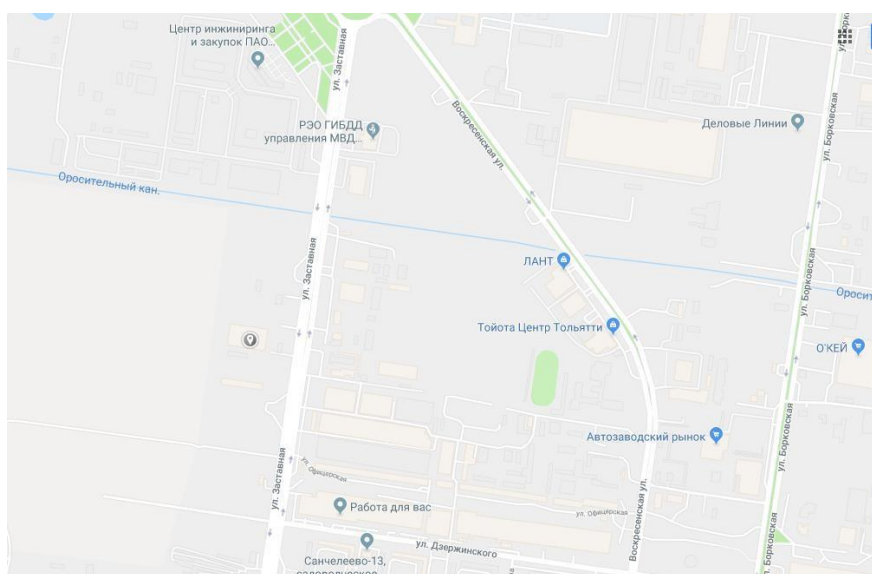 Центр инжиниринга
и закупок ПАО...
ул. Заставная
Воскресенская ул.
РЭО ГИБДД
управления МВД...
Деловые Линии
ул. Борковская
Оросительный кан.
ул. Заставная
ЛАНТ
ул. Борковская
Оросит
Тойота Центр Тольятти
О'КЕЙ
Автозаводский рынок
ул. Борковская
ул. Заставная
ул. Офицерская
Работа для вас
ул. Офицерская
Воскресенская ул.
ул. Дзержинского
ул. Борковская
Санчелеево-13,